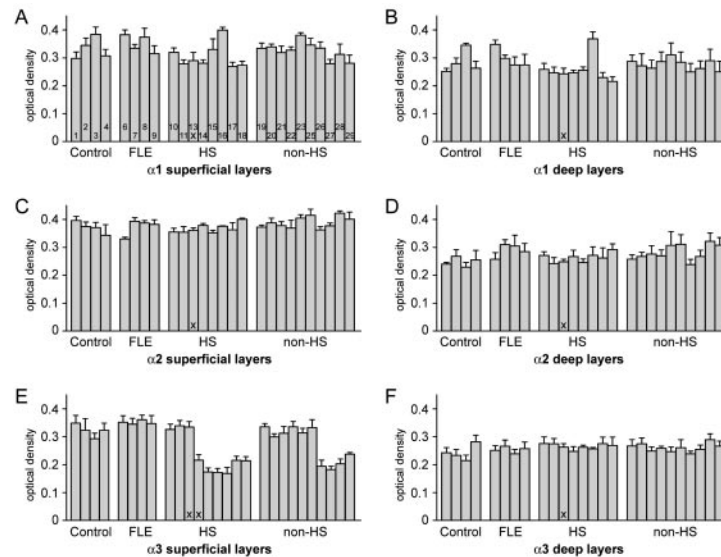 A
optical density
0.4
0.3
0.2
0.1
0
1 2 3 4 6 7 8 9 10 11 13 x 14 15 16 17 18 19 20 21 22 23 25 26 27 28 29
Control FLE HS non-HS
α1 superficial layers
B
optical density
0.4
0.3
0.2
0.1
0
x
Control FLE HS non-HS
α1 deep layers
C
optical density
0.4
0.3
0.2
0.1
0
x
Control FLE HS non-HS
α2 superficial layers
D
optical density
0.4
0.3
0.2
0.1
0
x
Control FLE HS non-HS
α2 deep layers
E
optical density
0.4
0.3
0.2
0.1
0
x x
Control FLE HS non-HS
α3 superficial layers
F
optical density
0.4
0.3
0.2
0.1
0
x
Control FLE HS non-HS
α3 deep layers